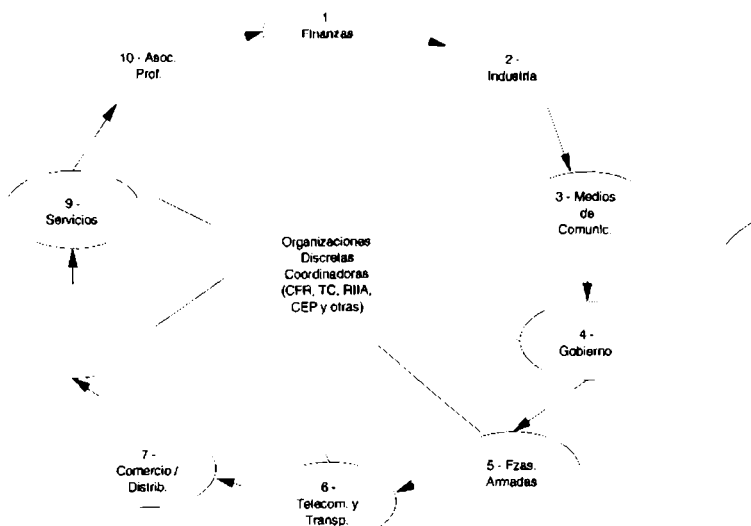 1
Finanzas
2 -
Industria
3 - Medios
de
Comunic.
4 -
Gobierno
5 - Fzas.
Armadas
6 -
Telecom. y
Transp.
7 -
Comercio /
Distrib.
9 -
Servicios
10 - Asoc.
Prof.
Organizaciones
Discretas
Coordinadoras
(CFR, TC, RIIA,
CEP y otras)